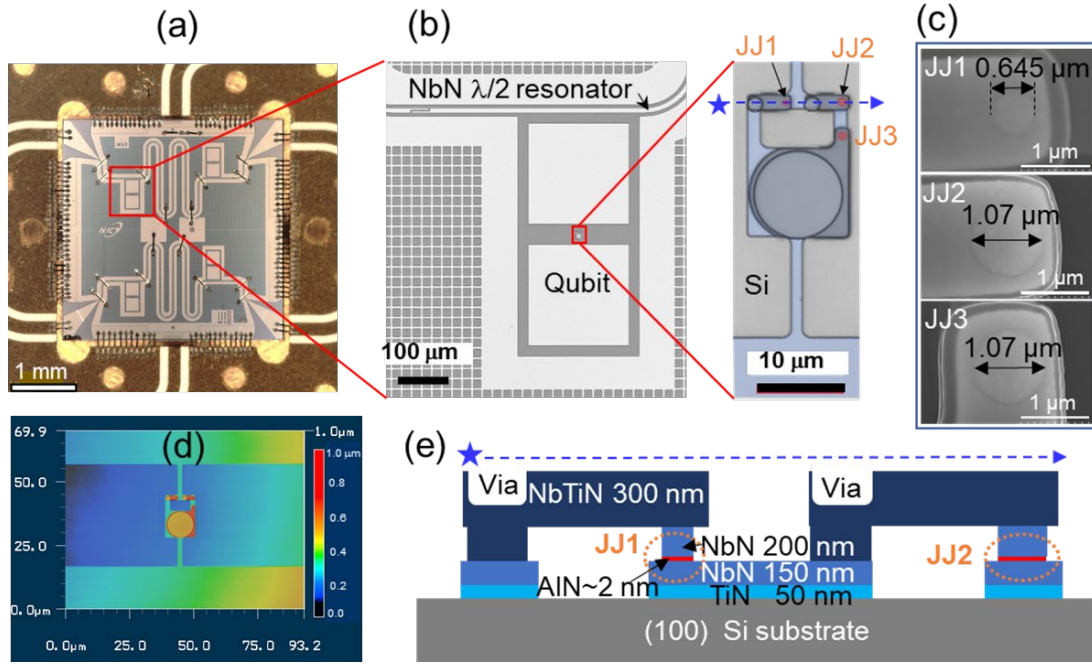 (a)
1 mm
NICT
(b)
NbN λ/2 resonator
Qubit
100 μm
JJ1
JJ2
JJ3
Si
10 μm
(c)
JJ1
0.645 μm
1 μm
JJ2
1.07 μm
1 μm
JJ3
1.07 μm
1 μm
(d)
69.9
50.0
25.0
0.0μm
0.0μm 25.0 50.0 75.0 93.2
1.0μm
1.0 μm
0.8
0.6
0.4
0.2
0.0
(e)
Via
NbTiN 300 nm
Via
JJ1
NbN 200 nm
JJ2
NbN 150 nm
AlN~2 nm
TiN 50 nm
(100) Si substrate